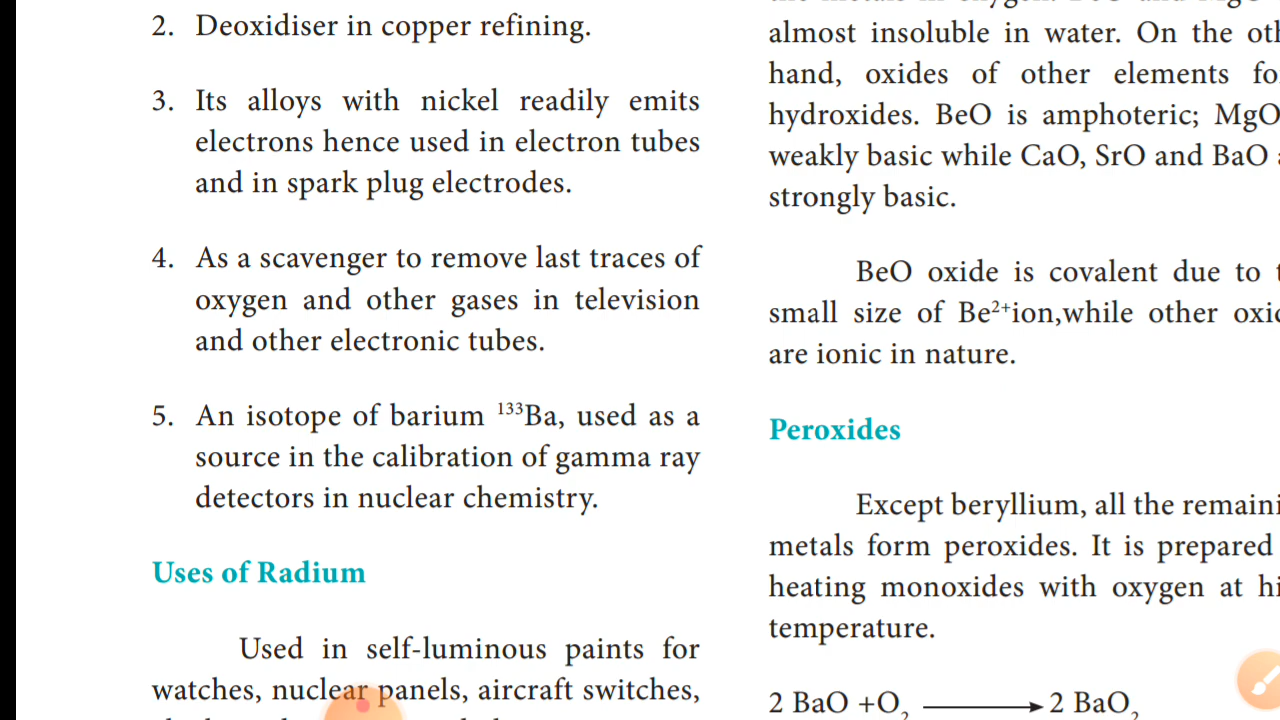 2. Deoxidiser in copper refining.
3. Its alloys with nickel readily emits
electrons hence used in electron tubes
and in spark plug electrodes.
4. As a scavenger to remove last traces of
oxygen and other gases in television
and other electronic tubes.
5. An isotope of barium ¹³³Ba, used as a
source in the calibration of gamma ray
detectors in nuclear chemistry.
Uses of Radium
Used in self-luminous paints for
watches, nuclear panels, aircraft switches,
almost insoluble in water. On the
hand, oxides of other elements
hydroxides. BeO is amphoteric; MgO
weakly basic while CaO, SrO and BaO
strongly basic.
BeO oxide is covalent due to
small size of Be²⁺ion,while other
are ionic in nature.
Peroxides
Except beryllium, all the
metals form peroxides. It is prepared
heating monoxides with oxygen at
temperature.
2 BaO +O₂ ⟶ 2 BaO₂